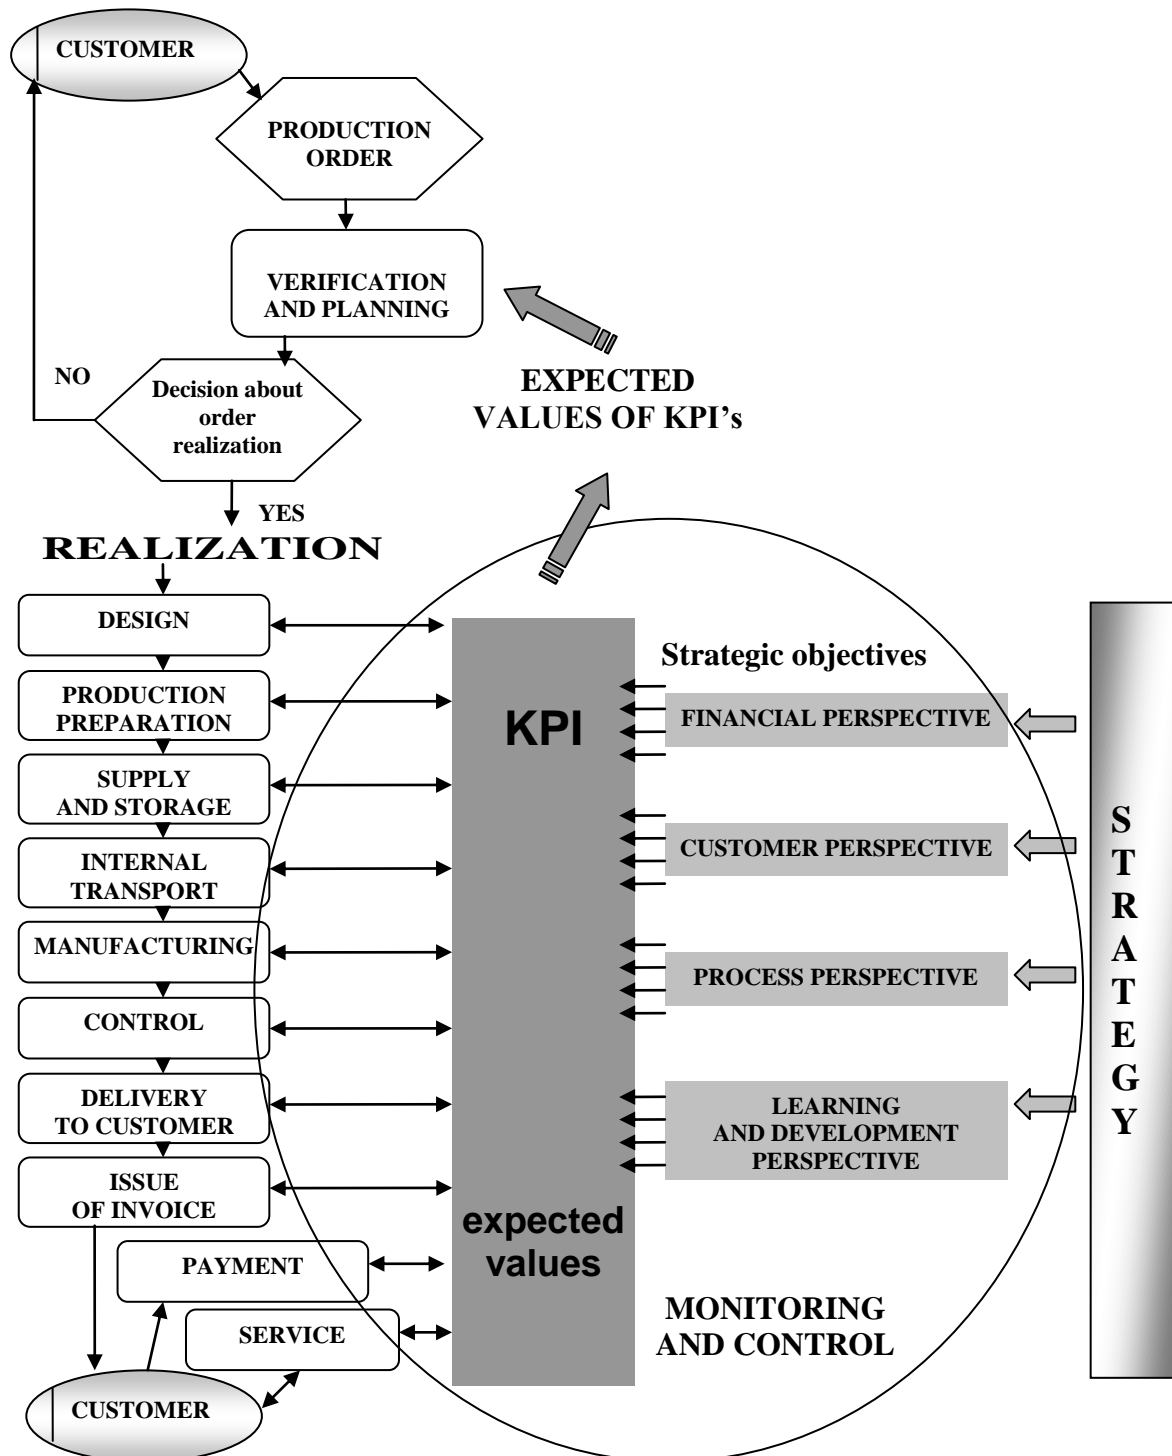 CUSTOMER
PRODUCTION
ORDER
VERIFICATION
AND PLANNING
NO
Decision about
order
realization
EXPECTED
VALUES OF KPI's
YES
REALIZATION
DESIGN
PRODUCTION
PREPARATION
SUPPLY
AND STORAGE
INTERNAL
TRANSPORT
MANUFACTURING
CONTROL
DELIVERY
TO CUSTOMER
ISSUE
OF INVOICE
PAYMENT
SERVICE
CUSTOMER
KPI
expected
values
Strategic objectives
FINANCIAL PERSPECTIVE
CUSTOMER PERSPECTIVE
PROCESS PERSPECTIVE
LEARNING
AND DEVELOPMENT
PERSPECTIVE
MONITORING
AND CONTROL
S
T
R
A
T
E
G
Y